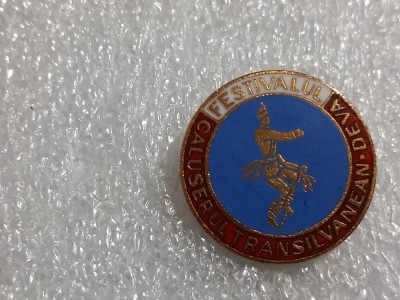 FESTIVALUL
CALUSERUL TRANSILVANEAN - DEVA